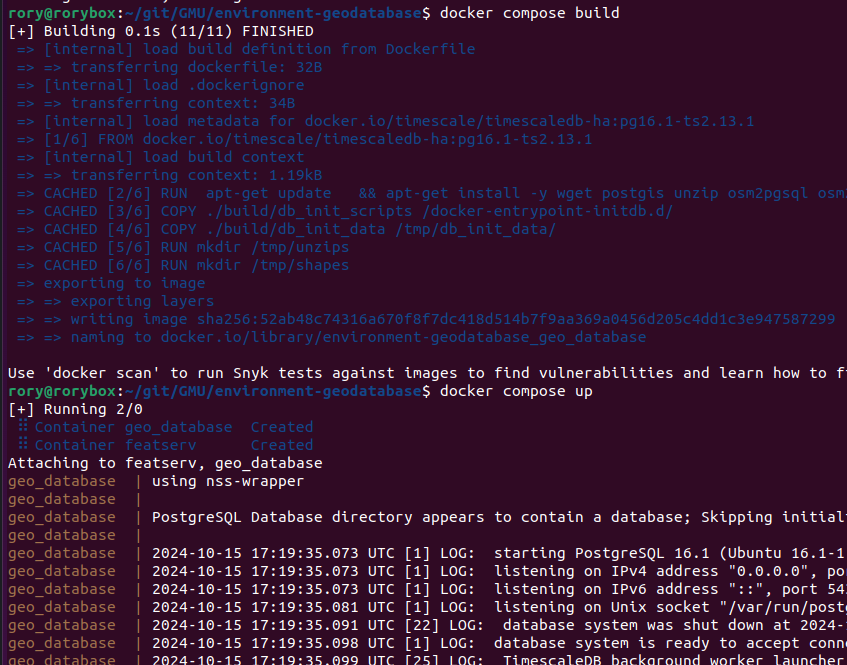 rory@rorybox:~/git/GMU/environment-geodatabase$ docker compose build
[+] Building 0.1s (11/11) FINISHED
=> [internal] load build definition from Dockerfile
=> => transferring dockerfile: 32B
=> [internal] load .dockerignore
=> => transferring context: 34B
=> [internal] load metadata for docker.io/timescale/timescaledb-ha:pg16.1-ts2.13.1
=> [1/6] FROM docker.io/timescale/timescaledb-ha:pg16.1-ts2.13.1
=> [internal] load build context
=> => transferring context: 1.19kB
=> CACHED [2/6] RUN  apt-get update   && apt-get install -y wget postgis unzip osm2pgsql osm
=> CACHED [3/6] COPY ./build/db_init_scripts /docker-entrypoint-initdb.d/
=> CACHED [4/6] COPY ./build/db_init_data /tmp/db_init_data/
=> CACHED [5/6] RUN mkdir /tmp/unzips
=> CACHED [6/6] RUN mkdir /tmp/shapes
=> exporting to image
=> => exporting layers
=> => writing image sha256:52ab48c74316a670f8f7dc418d514b7f9aa369a0456d205c4dd1c3e947587299
=> => naming to docker.io/library/environment-geodatabase_geo_database
Use 'docker scan' to run Snyk tests against images to find vulnerabilities and learn how to f
rory@rorybox:~/git/GMU/environment-geodatabase$ docker compose up
[+] Running 2/0
⠿ Container geo_database  Created
⠿ Container featserv      Created
Attaching to featserv, geo_database
geo_database  | using nss-wrapper
geo_database  |
geo_database  | PostgreSQL Database directory appears to contain a database; Skipping initiali
geo_database  |
geo_database  | 2024-10-15 17:19:35.073 UTC [1] LOG:  starting PostgreSQL 16.1 (Ubuntu 16.1-1
geo_database  | 2024-10-15 17:19:35.073 UTC [1] LOG:  listening on IPv4 address "0.0.0.0", po
geo_database  | 2024-10-15 17:19:35.073 UTC [1] LOG:  listening on IPv6 address "::", port 54
geo_database  | 2024-10-15 17:19:35.081 UTC [1] LOG:  listening on Unix socket "/var/run/postg
geo_database  | 2024-10-15 17:19:35.091 UTC [22] LOG:  database system was shut down at 2024-
geo_database  | 2024-10-15 17:19:35.098 UTC [1] LOG:  database system is ready to accept conn
geo_database  | 2024-10-15 17:19:35.099 UTC [25] LOG:  TimescaleDB background worker launcher